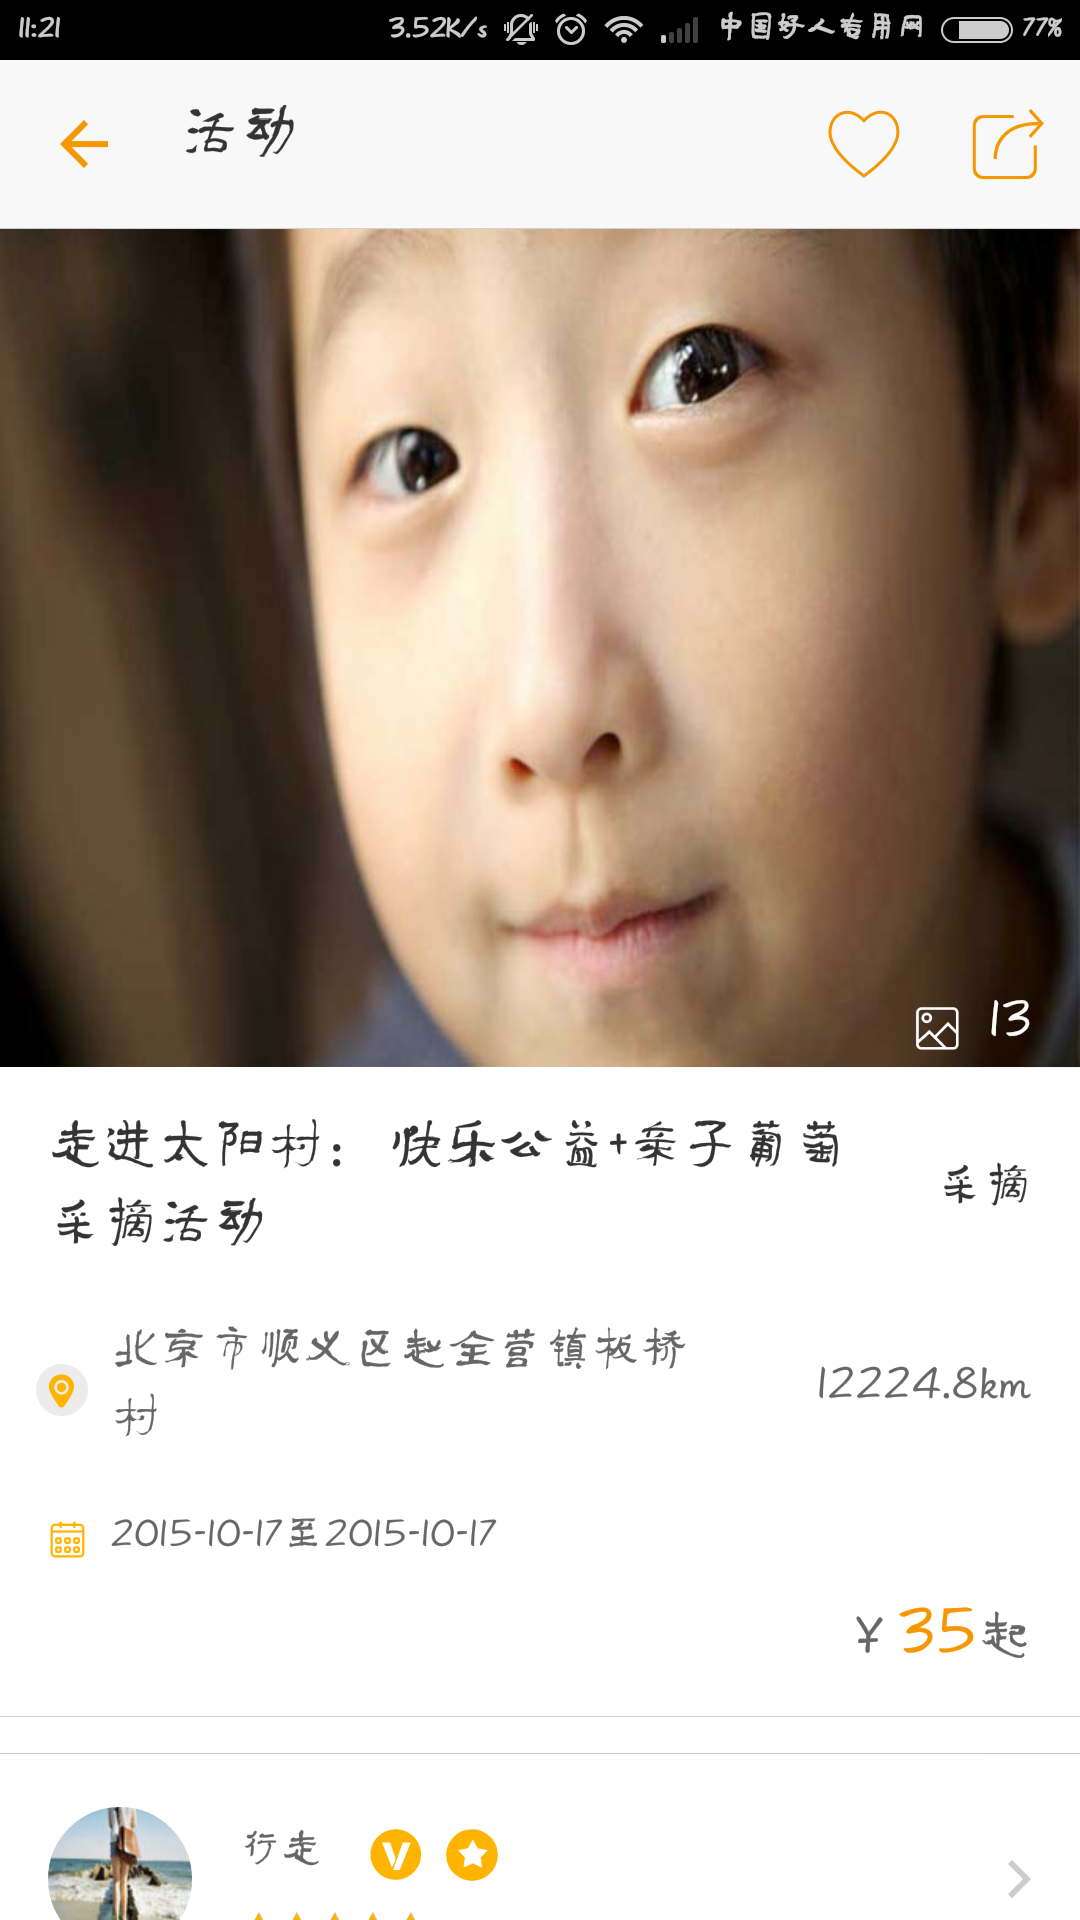 11:21 3.52K/s 中国好人专用网 77%
活动
13
走进太阳村：快乐公益+亲子葡萄
采摘活动
采摘
北京市顺义区赵全营镇板桥
村
12224.8km
2015-10-17至2015-10-17
¥ 35起
行走